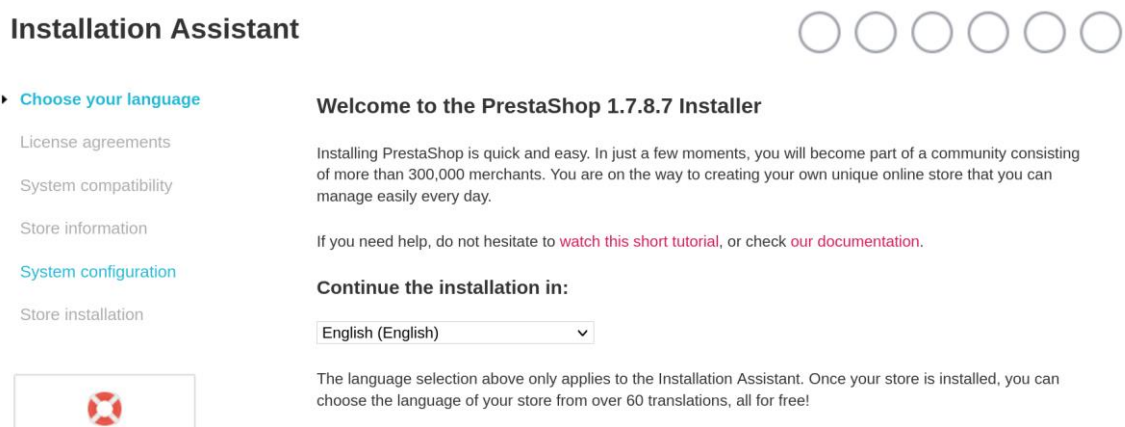 Installation Assistant
Choose your language
License agreements
System compatibility
Store information
System configuration
Store installation
Welcome to the PrestaShop 1.7.8.7 Installer
Installing PrestaShop is quick and easy. In just a few moments, you will become part of a community consisting
of more than 300,000 merchants. You are on the way to creating your own unique online store that you can
manage easily every day.
If you need help, do not hesitate to watch this short tutorial, or check our documentation.
Continue the installation in:
English (English)
The language selection above only applies to the Installation Assistant. Once your store is installed, you can
choose the language of your store from over 60 translations, all for free!